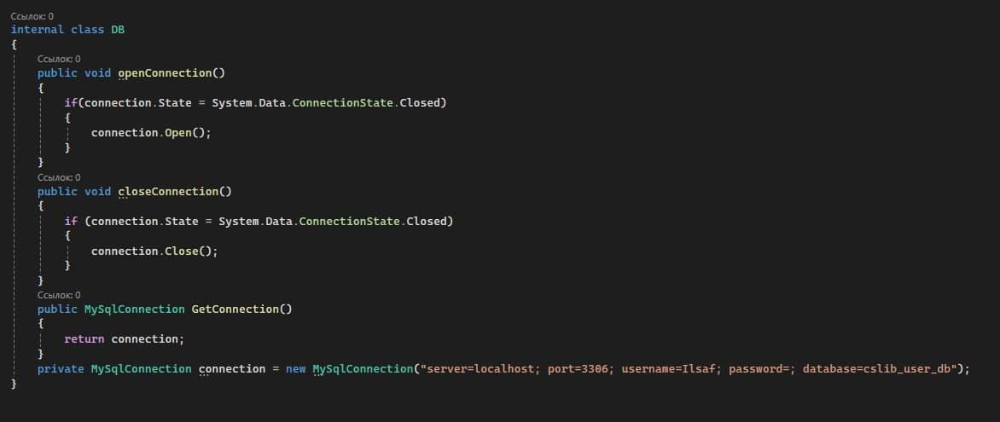 Ссылок: 0
internal class DB
{
Ссылок: 0
public void openConnection()
{
if(connection.State = System.Data.ConnectionState.Closed)
{
connection.Open();
}
}
Ссылок: 0
public void closeConnection()
{
if (connection.State = System.Data.ConnectionState.Closed)
{
connection.Close();
}
}
Ссылок: 0
public MySqlConnection GetConnection()
{
return connection;
}
private MySqlConnection connection = new MySqlConnection("server=localhost; port=3306; username=Ilsaf; password=; database=cslib_user_db");
}